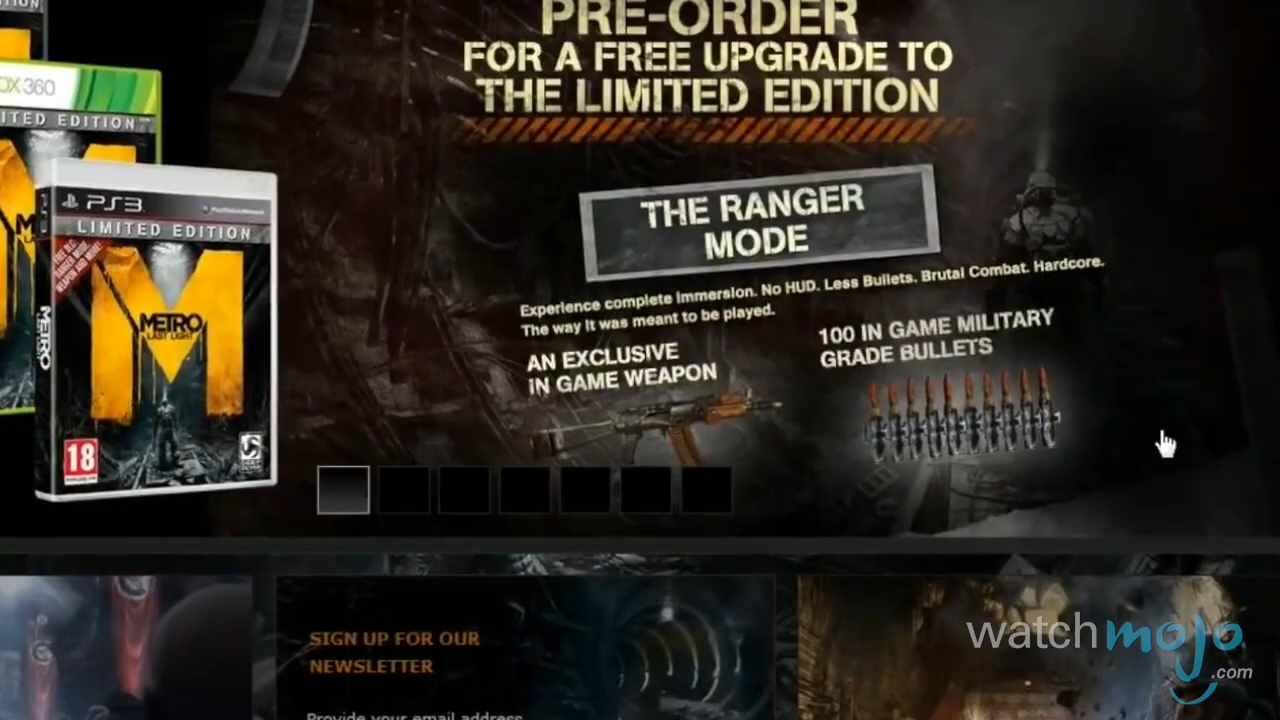 PRE-ORDER
FOR A FREE UPGRADE TO
THE LIMITED EDITION
XBOX 360
LIMITED EDITION
PS3
LIMITED EDITION
METRO
LAST LIGHT
METRO
18
THE RANGER
MODE
Experience complete immersion. No HUD. Less Bullets. Brutal Combat. Hardcore.
The way it was meant to be played.
AN EXCLUSIVE
IN GAME WEAPON
100 IN GAME MILITARY
GRADE BULLETS
SIGN UP FOR OUR
NEWSLETTER
Provide your email address
watchmojo
.com